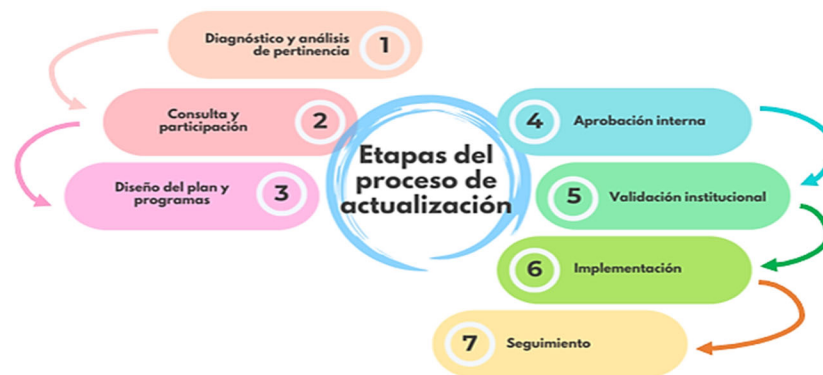 Diagnóstico y análisis
de pertinencia
1
Consulta y
participación
2
Diseño del plan y
programas
3
Etapas del
proceso de
actualización
4
Aprobación interna
5
Validación institucional
6
Implementación
7
Seguimiento